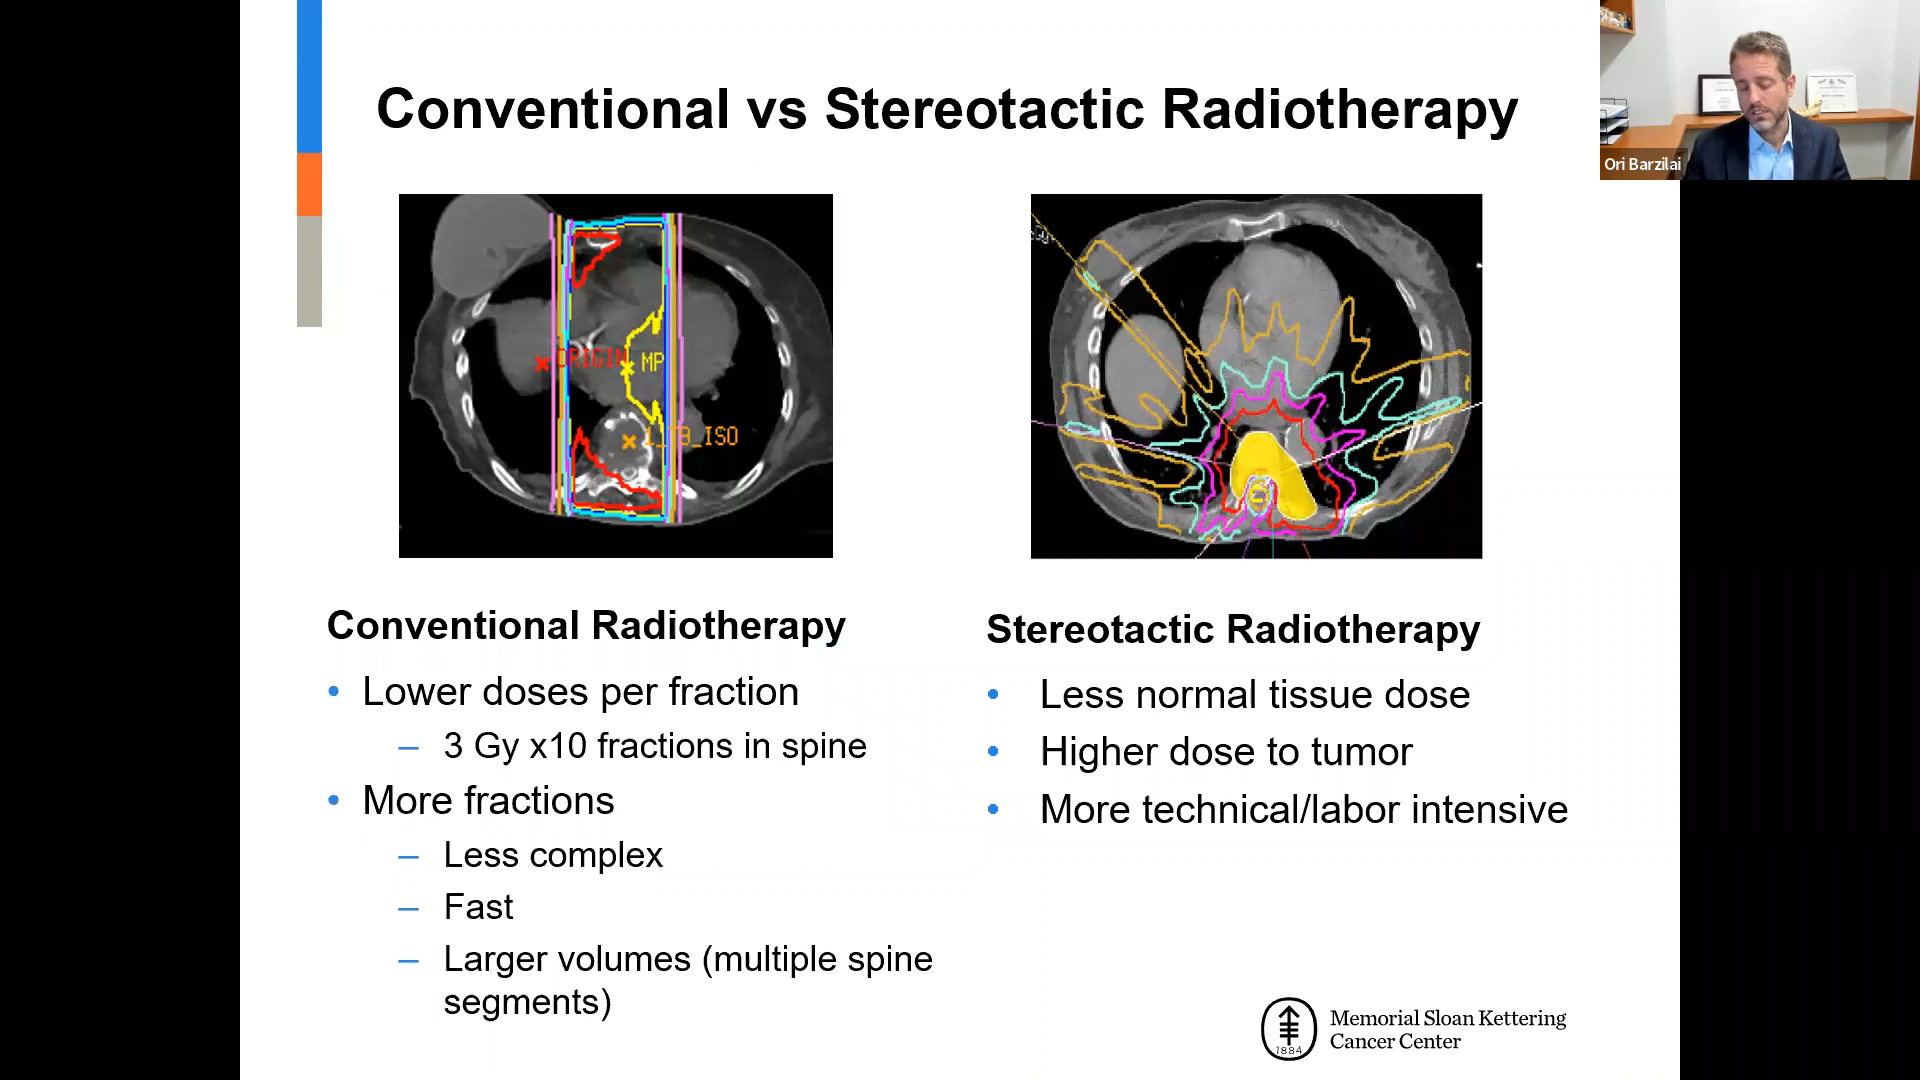 Conventional vs Stereotactic Radiotherapy
Ori Barzilai
ORIGIN
MP
_ISO
Conventional Radiotherapy
• Lower doses per fraction
– 3 Gy x10 fractions in spine
• More fractions
– Less complex
– Fast
– Larger volumes (multiple spine
segments)
Stereotactic Radiotherapy
• Less normal tissue dose
• Higher dose to tumor
• More technical/labor intensive
1884
Memorial Sloan Kettering
Cancer Center